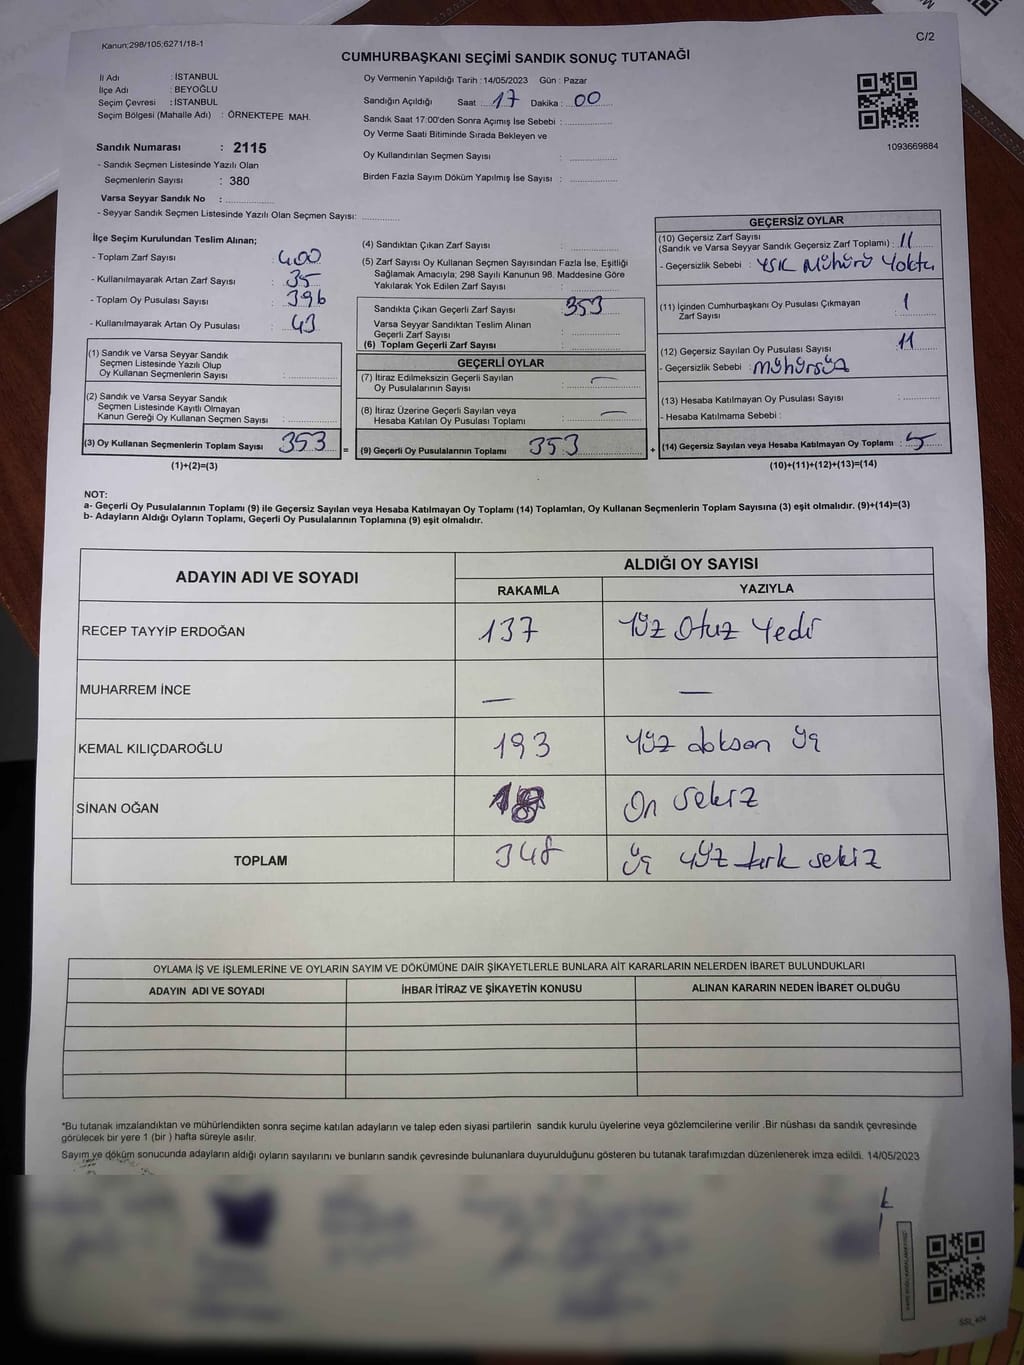 Kanun;298/105;6271/18-1
C/2
CUMHURBAŞKANI SEÇİMİ SANDIK SONUÇ TUTANAĞI
İl Adı : İSTANBUL
İlçe Adı : BEYOĞLU
Seçim Çevresi : İSTANBUL
Seçim Bölgesi (Mahalle Adı) : ÖRNEKTEPE MAH.
Sandık Numarası : 2115
- Sandık Seçmen Listesinde Yazılı Olan
Seçmenlerin Sayısı : 380
Varsa Seyyar Sandık No :
- Seyyar Sandık Seçmen Listesinde Yazılı Olan Seçmen Sayısı:
Oy Vermenin Yapıldığı Tarih : 14/05/2023 Gün : Pazar
Sandığın Açıldığı Saat : 17 Dakika : 00
Sandık Saat 17:00'den Sonra Açımış İse Sebebi :
Oy Verme Saati Bitiminde Sırada Bekleyen ve
Oy Kullandırılan Seçmen Sayısı :
Birden Fazla Sayım Döküm Yapılmış İse Sayısı :
1093669884
İlçe Seçim Kurulundan Teslim Alınan;
- Toplam Zarf Sayısı : 400
- Kullanılmayarak Artan Zarf Sayısı : 35
- Toplam Oy Pusulası Sayısı : 396
- Kullanılmayarak Artan Oy Pusulası : 43
(1) Sandık ve Varsa Seyyar Sandık
Seçmen Listesinde Yazılı Olup
Oy Kullanan Seçmenlerin Sayısı :
(2) Sandık ve Varsa Seyyar Sandık
Seçmen Listesinde Kayıtlı Olmayan
Kanun Gereği Oy Kullanan Seçmen Sayısı :
(3) Oy Kullanan Seçmenlerin Toplam Sayısı 353 =
(1)+(2)=(3)
(4) Sandıktan Çıkan Zarf Sayısı :
(5) Zarf Sayısı Oy Kullanan Seçmen Sayısından Fazla İse, Eşitliği
Sağlamak Amacıyla; 298 Sayılı Kanunun 98. Maddesine Göre
Yakılarak Yok Edilen Zarf Sayısı :
Sandıkta Çıkan Geçerli Zarf Sayısı : 353
Varsa Seyyar Sandıktan Teslim Alınan
Geçerli Zarf Sayısı :
(6) Toplam Geçerli Zarf Sayısı :
GEÇERLİ OYLAR
(7) İtiraz Edilmeksizin Geçerli Sayılan
Oy Pusulalarının Sayısı : —
(8) İtiraz Üzerine Geçerli Sayılan veya
Hesaba Katılan Oy Pusulası Toplamı : —
(9) Geçerli Oy Pusulalarının Toplamı 353 +
GEÇERSİZ OYLAR
(10) Geçersiz Zarf Sayısı
(Sandık ve Varsa Seyyar Sandık Geçersiz Zarf Toplamı) : 11
- Geçersizlik Sebebi : YSK Mühürü Yoktu
(11) İçinden Cumhurbaşkanı Oy Pusulası Çıkmayan
Zarf Sayısı : 1
(12) Geçersiz Sayılan Oy Pusulası Sayısı : 11
- Geçersizlik Sebebi : mühürsüz
(13) Hesaba Katılmayan Oy Pusulası Sayısı :
- Hesaba Katılmama Sebebi :
(14) Geçersiz Sayılan veya Hesaba Katılmayan Oy Toplamı : 5
(10)+(11)+(12)+(13)=(14)
NOT:
a- Geçerli Oy Pusulalarının Toplamı (9) ile Geçersiz Sayılan veya Hesaba Katılmayan Oy Toplamı (14) Toplamları, Oy Kullanan Seçmenlerin Toplam Sayısına (3) eşit olmalıdır. (9)+(14)=(3)
b- Adayların Aldığı Oyların Toplamı, Geçerli Oy Pusulalarının Toplamına (9) eşit olmalıdır.
ADAYIN ADI VE SOYADI
ALDIĞI OY SAYISI
RAKAMLA YAZIYLA
RECEP TAYYİP ERDOĞAN 137 Yüz Otuz Yedi
MUHARREM İNCE — —
KEMAL KILIÇDAROĞLU 193 Yüz doksan Üç
SİNAN OĞAN 18 On Sekiz
TOPLAM 348 Üç yüz kırk sekiz
OYLAMA İŞ VE İŞLEMLERİNE VE OYLARIN SAYIM VE DÖKÜMÜNE DAİR ŞİKAYETLERLE BUNLARA AİT KARARLARIN NELERDEN İBARET BULUNDUKLARI
ADAYIN ADI VE SOYADI İHBAR İTİRAZ VE ŞİKAYETİN KONUSU ALINAN KARARIN NEDEN İBARET OLDUĞU
*Bu tutanak imzalandıktan ve mühürlendikten sonra seçime katılan adayların ve talep eden siyasi partilerin sandık kurulu üyelerine veya gözlemcilerine verilir .Bir nüshası da sandık çevresinde
görülecek bir yere 1 (bir ) hafta süreyle asılır.
Sayım ve döküm sonucunda adayların aldığı oyların sayılarını ve bunların sandık çevresinde bulunanlara duyurulduğunu gösteren bu tutanak tarafımızdan düzenlenerek imza edildi. 14/05/2023